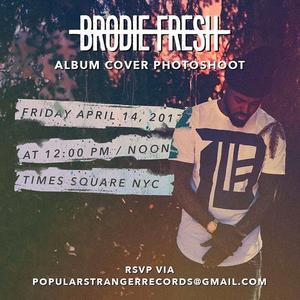 BRODIE FRESH
ALBUM COVER PHOTOSHOOT
FRIDAY APRIL 14, 2017
AT 12:00 PM / NOON
TIMES SQUARE NYC
RSVP VIA
POPULARSTRANGERRECORDS@GMAIL.COM